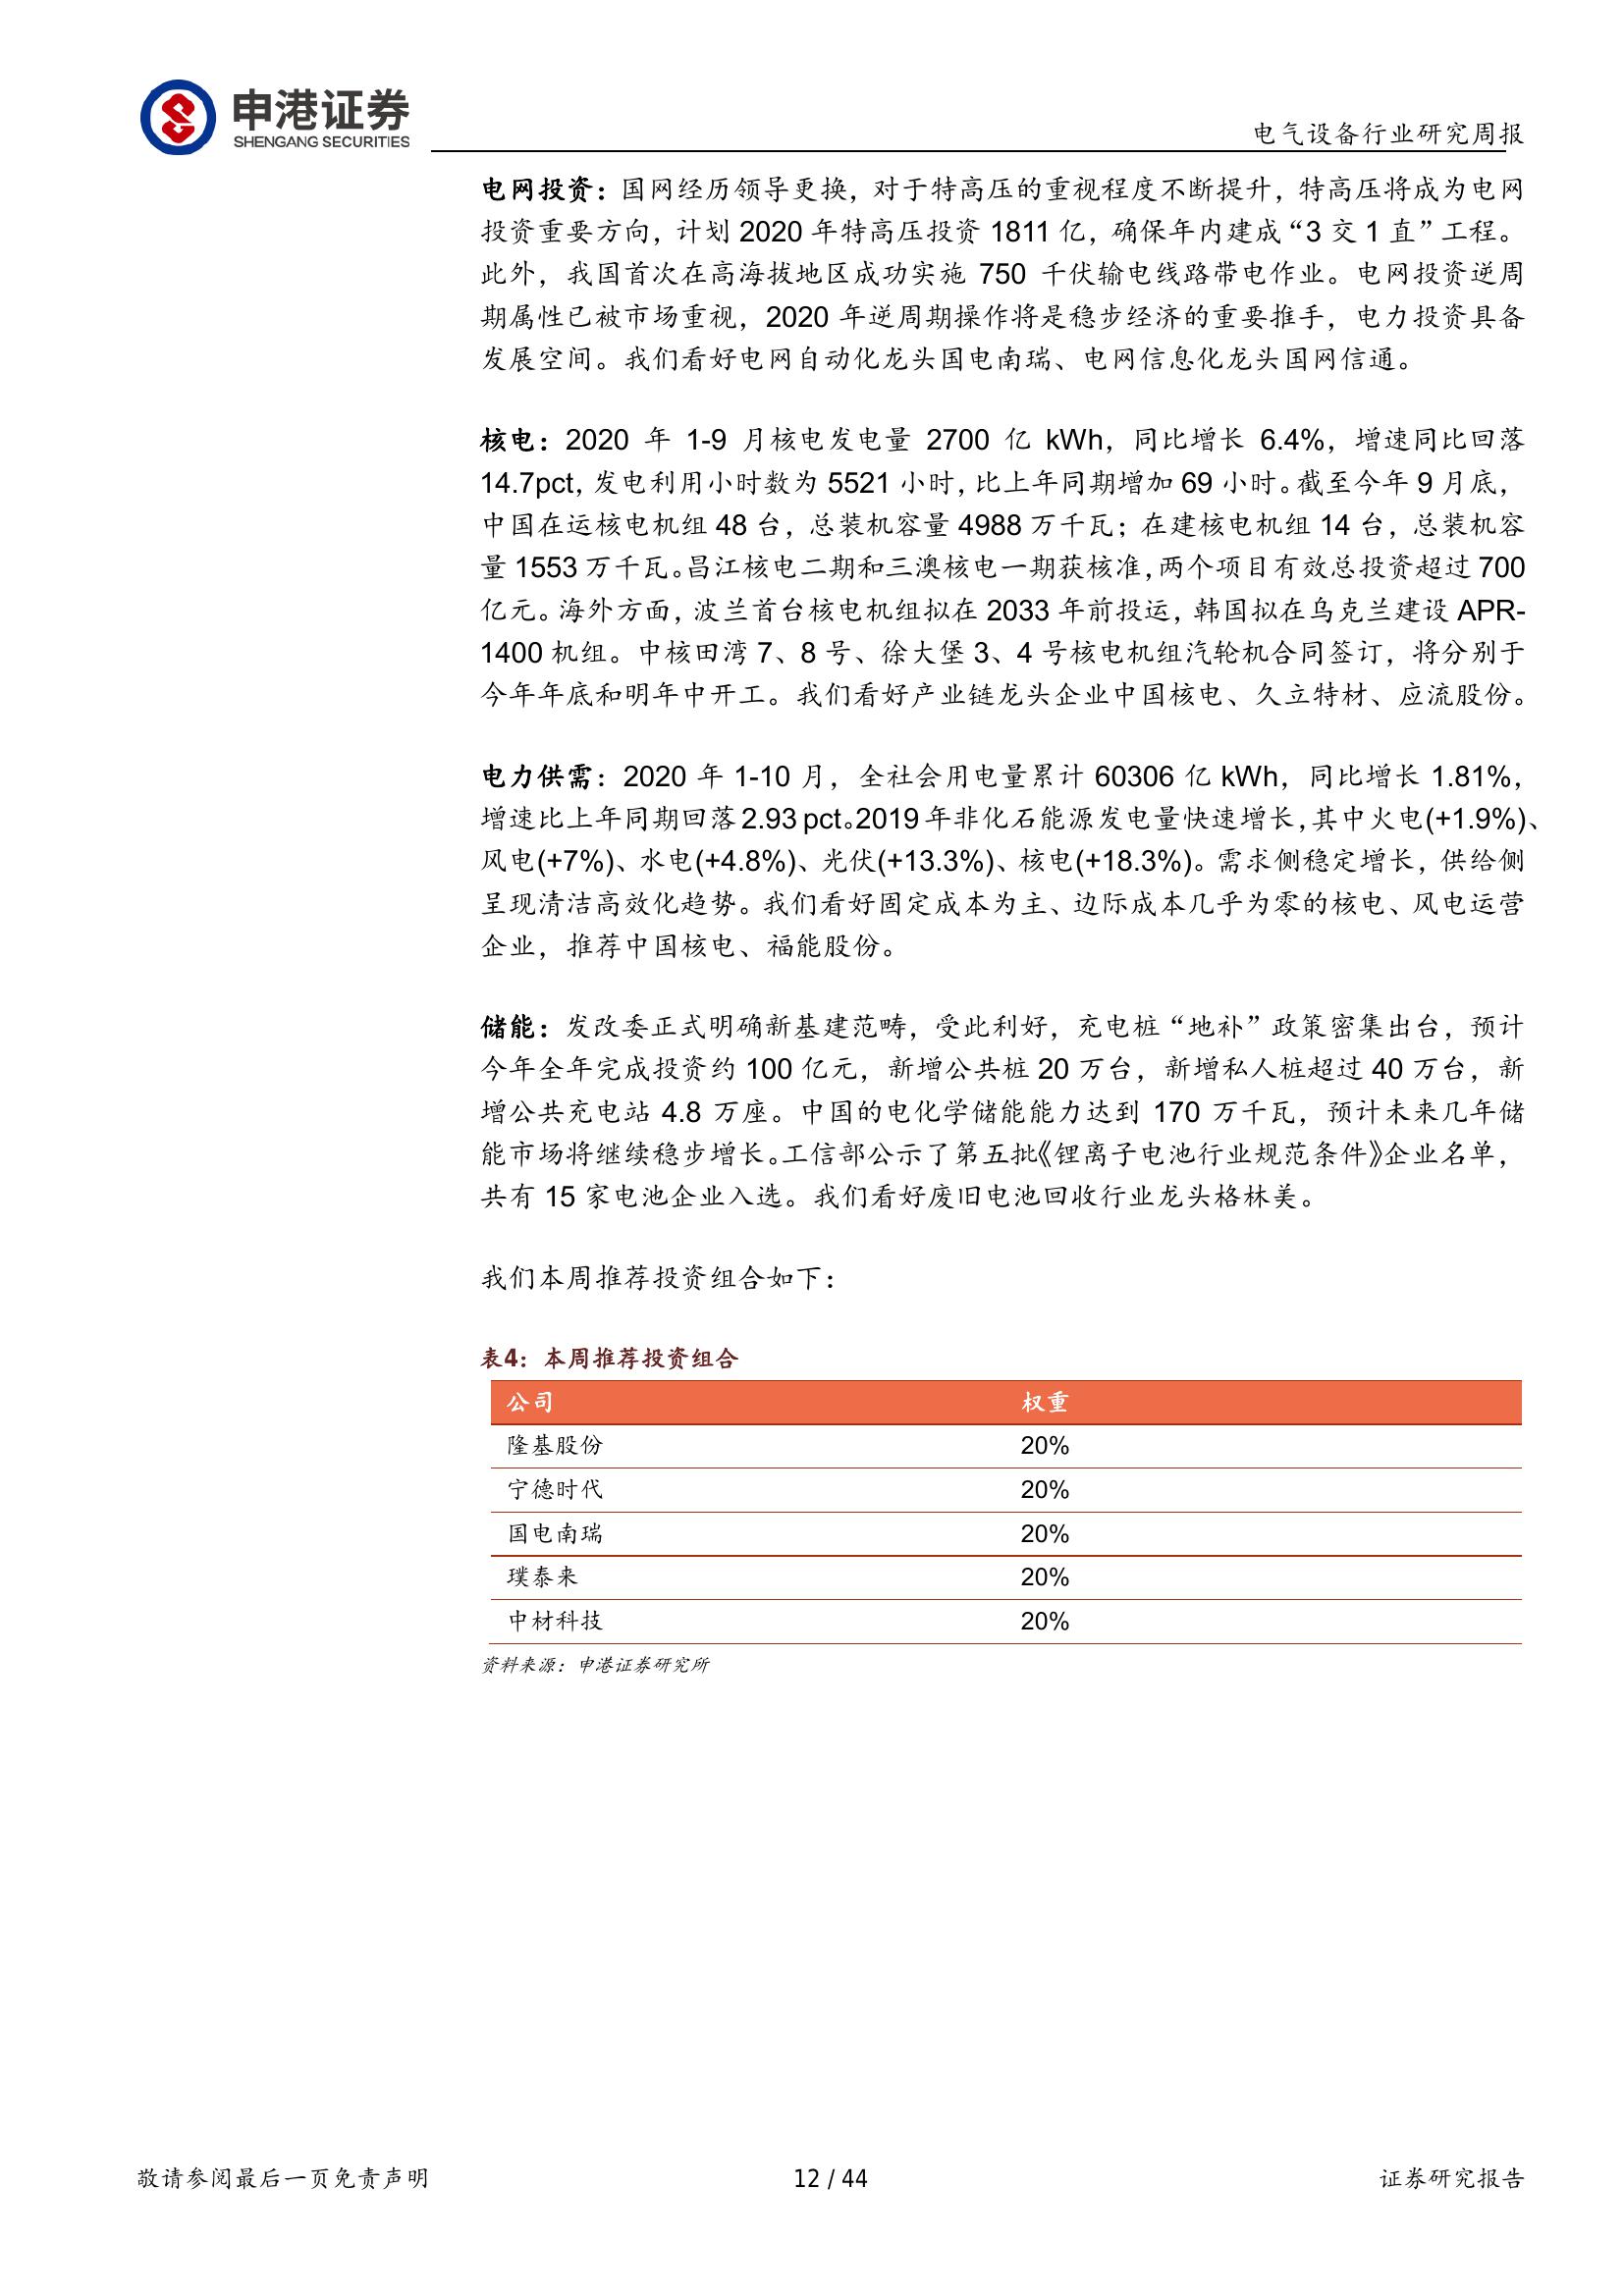 申港证券
SHENGANG SECURITIES
电气设备行业研究周报
电网投资：国网经历领导更换，对于特高压的重视程度不断提升，特高压将成为电网
投资重要方向，计划 2020 年特高压投资 1811 亿，确保年内建成“3 交 1 直”工程。
此外，我国首次在高海拔地区成功实施 750 千伏输电线路带电作业。电网投资逆周
期属性已被市场重视，2020 年逆周期操作将是稳步经济的重要推手，电力投资具备
发展空间。我们看好电网自动化龙头国电南瑞、电网信息化龙头国网信通。
核电：2020 年 1-9 月核电发电量 2700 亿 kWh，同比增长 6.4%，增速同比回落
14.7pct，发电利用小时数为 5521 小时，比上年同期增加 69 小时。截至今年 9 月底，
中国在运核电机组 48 台，总装机容量 4988 万千瓦；在建核电机组 14 台，总装机容
量 1553 万千瓦。昌江核电二期和三澳核电一期获核准，两个项目有效总投资超过 700
亿元。海外方面，波兰首台核电机组拟在 2033 年前投运，韩国拟在乌克兰建设 APR-
1400 机组。中核田湾 7、8 号、徐大堡 3、4 号核电机组汽轮机合同签订，将分别于
今年年底和明年中开工。我们看好产业链龙头企业中国核电、久立特材、应流股份。
电力供需：2020 年 1-10 月，全社会用电量累计 60306 亿 kWh，同比增长 1.81%，
增速比上年同期回落 2.93 pct。2019 年非化石能源发电量快速增长，其中火电(+1.9%)、
风电(+7%)、水电(+4.8%)、光伏(+13.3%)、核电(+18.3%)。需求侧稳定增长，供给侧
呈现清洁高效化趋势。我们看好固定成本为主、边际成本几乎为零的核电、风电运营
企业，推荐中国核电、福能股份。
储能：发改委正式明确新基建范畴，受此利好，充电桩“地补”政策密集出台，预计
今年全年完成投资约 100 亿元，新增公共桩 20 万台，新增私人桩超过 40 万台，新
增公共充电站 4.8 万座。中国的电化学储能能力达到 170 万千瓦，预计未来几年储
能市场将继续稳步增长。工信部公示了第五批《锂离子电池行业规范条件》企业名单，
共有 15 家电池企业入选。我们看好废旧电池回收行业龙头格林美。
我们本周推荐投资组合如下：
表4：本周推荐投资组合
公司 权重
隆基股份 20%
宁德时代 20%
国电南瑞 20%
璞泰来 20%
中材科技 20%
资料来源：申港证券研究所
敬请参阅最后一页免责声明 12 / 44 证券研究报告